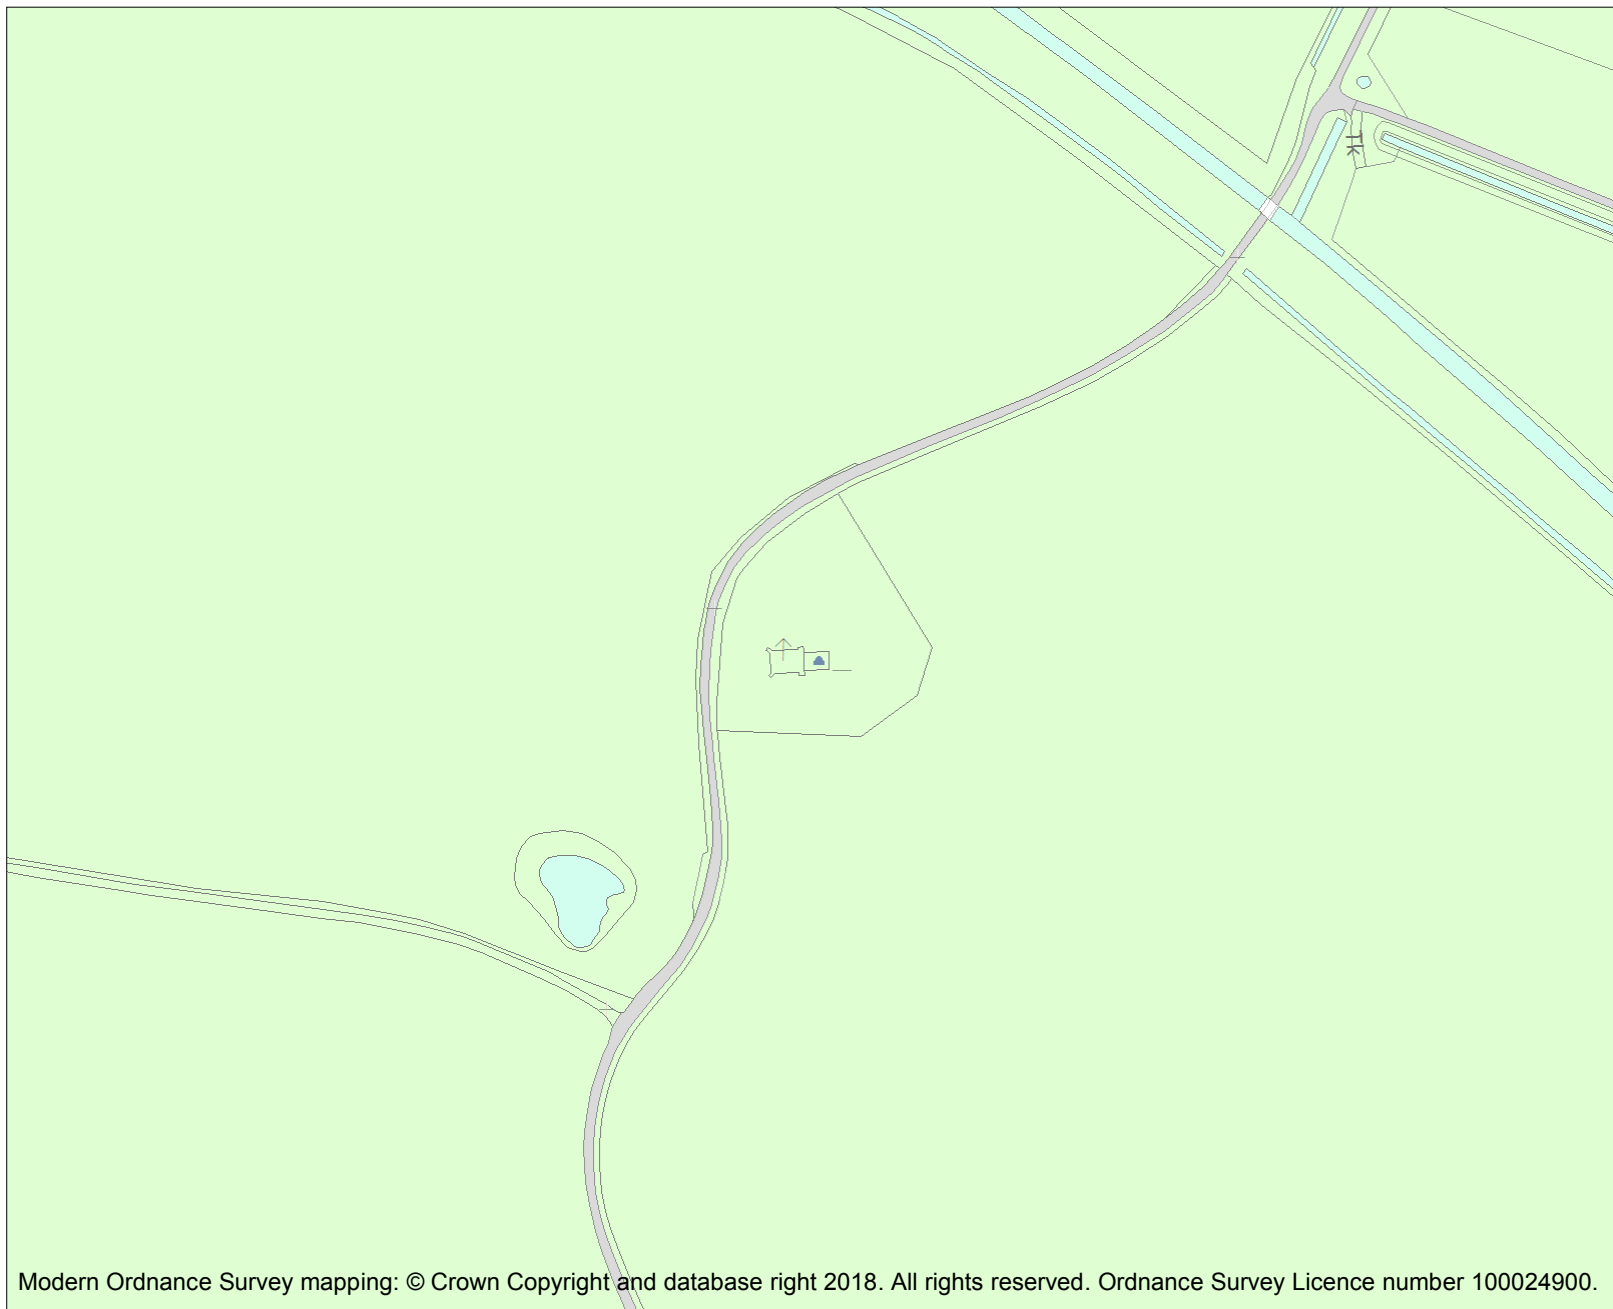 Tk
Modern Ordnance Survey mapping: © Crown Copyright and database right 2018. All rights reserved. Ordnance Survey Licence number 100024900.